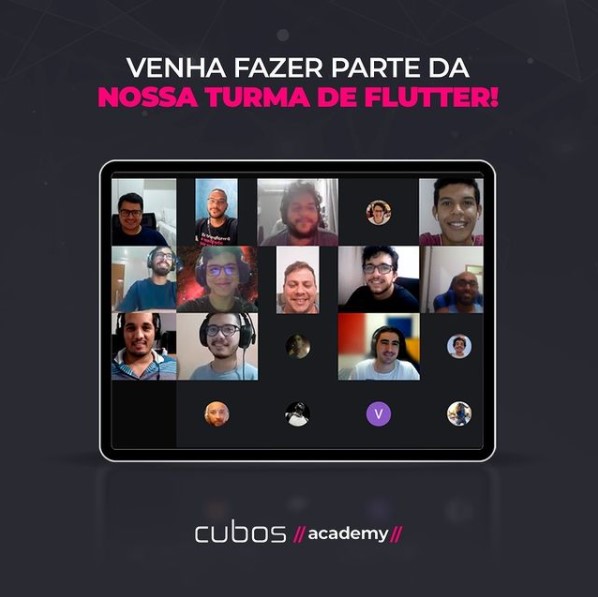 VENHA FAZER PARTE DA
NOSSA TURMA DE FLUTTER!
V
cubos //academy//